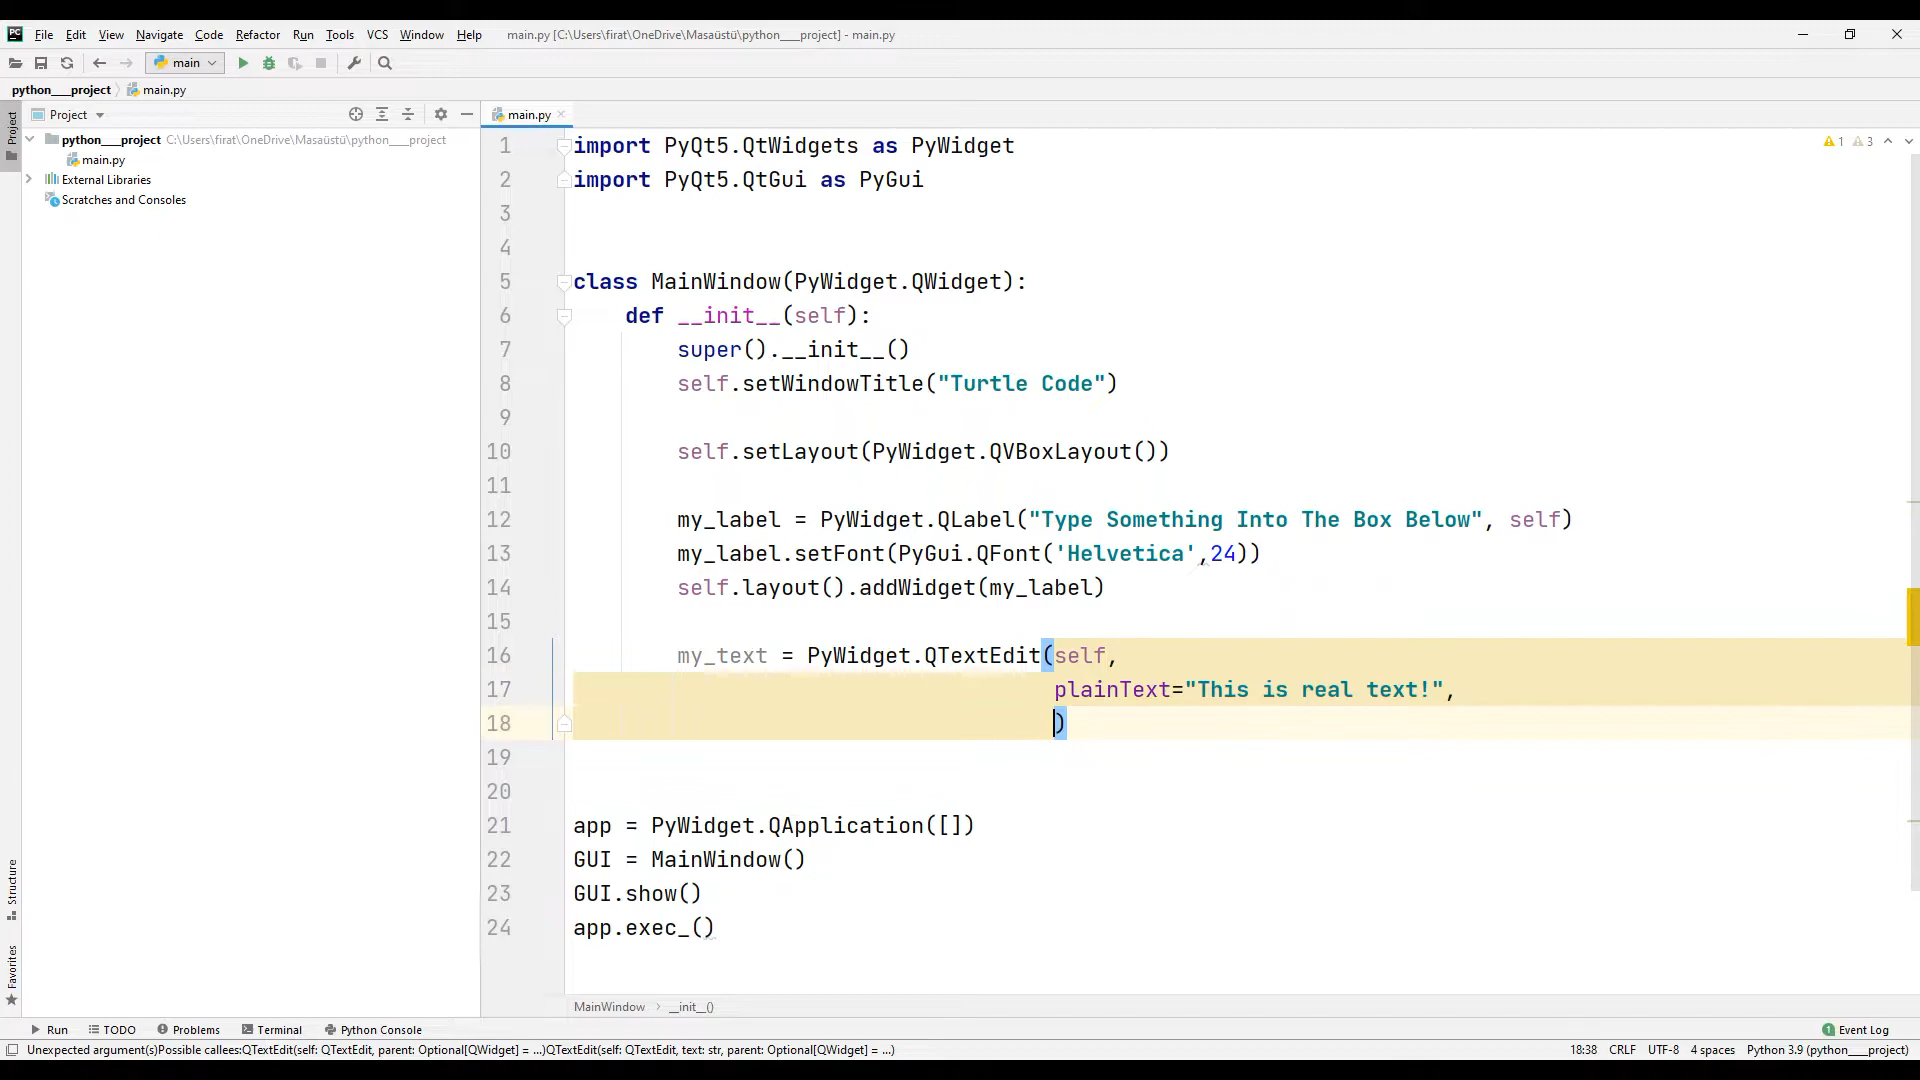 File Edit View Navigate Code Refactor Run Tools VCS Window Help main.py [C:\Users\firat\OneDrive\Masaüstü\python___project] - main.py
main
python___project main.py
Project
main.py
1 import PyQt5.QtWidgets as PyWidget
2 import PyQt5.QtGui as PyGui
3
4
5 class MainWindow(PyWidget.QWidget):
6 def __init__(self):
7 super().__init__()
8 self.setWindowTitle("Turtle Code")
9
10 self.setLayout(PyWidget.QVBoxLayout())
11
12 my_label = PyWidget.QLabel("Type Something Into The Box Below", self)
13 my_label.setFont(PyGui.QFont('Helvetica',24))
14 self.layout().addWidget(my_label)
15
16 my_text = PyWidget.QTextEdit(self,
17 plainText="This is real text!",
18 )
19
20
21 app = PyWidget.QApplication([])
22 GUI = MainWindow()
23 GUI.show()
24 app.exec_()
1 3
python___project C:\Users\firat\OneDrive\Masaüstü\python___project
main.py
External Libraries
Scratches and Consoles
Project
Structure
Favorites
MainWindow __init__()
Run TODO Problems Terminal Python Console 1 Event Log
Unexpected argument(s)Possible callees:QTextEdit(self: QTextEdit, parent: Optional[QWidget] = ...)QTextEdit(self: QTextEdit, text: str, parent: Optional[QWidget] = ...) 18:38 CRLF UTF-8 4 spaces Python 3.9 (python___project)